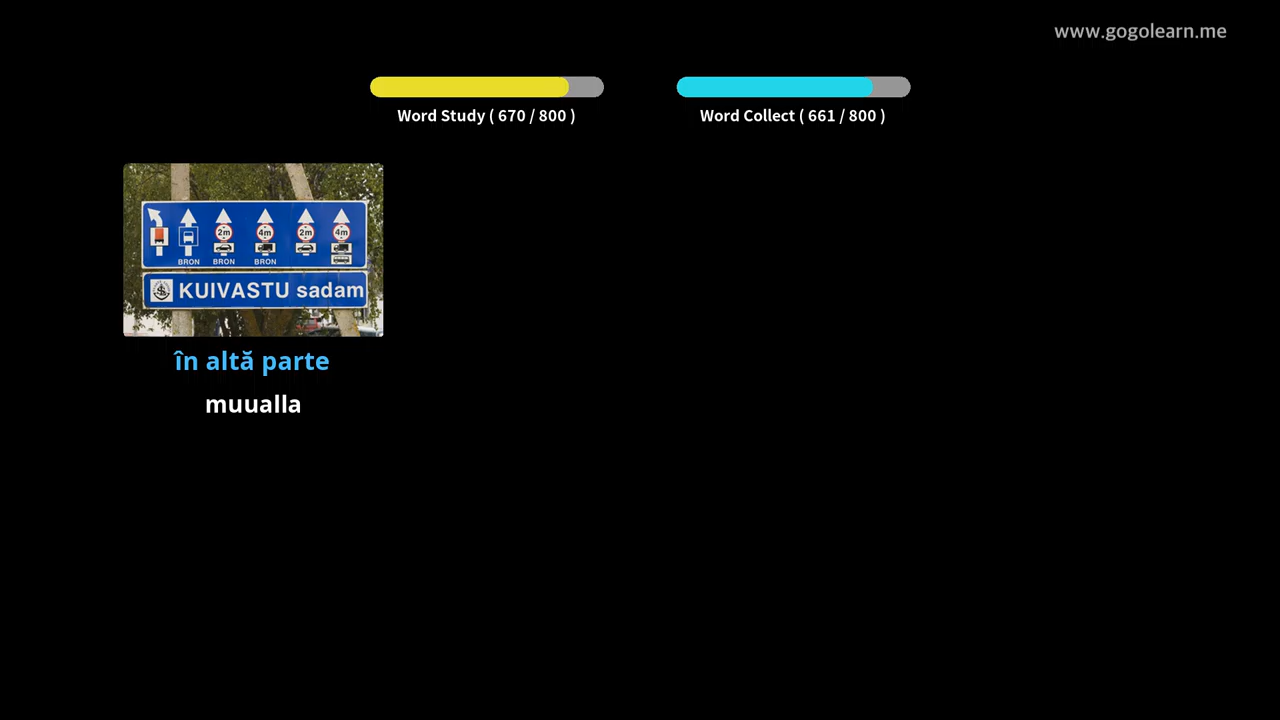 www.gogolearn.me
Word Study ( 670 / 800 )
Word Collect ( 661 / 800 )
2m 4m 2m 4m
BRON BRON BRON
KUIVASTU sadam
în altă parte
muualla